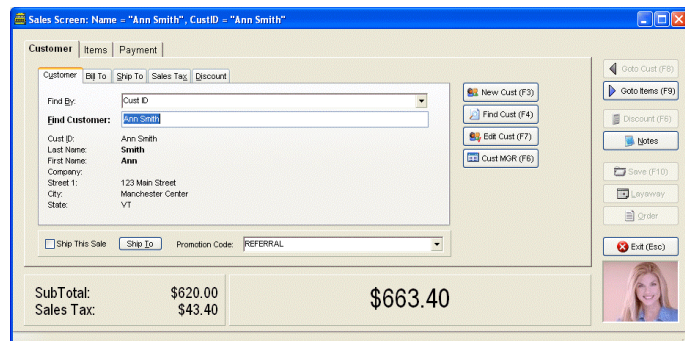 Sales Screen: Name = "Ann Smith", CustID = "Ann Smith"
Customer Items Payment
Customer Bill To Ship To Sales Tax Discount
Find By: Cust ID
Find Customer: Ann Smith
Cust ID: Ann Smith
Last Name: Smith
First Name: Ann
Company:
Street 1: 123 Main Street
City: Manchester Center
State: VT
New Cust (F3)
Find Cust (F4)
Edit Cust (F7)
Cust MGR (F6)
Ship This Sale Ship To Promotion Code: REFERRAL
SubTotal: $620.00
Sales Tax: $43.40
$663.40
Goto Cust (F8)
Goto Items (F9)
Discount (F6)
Notes
Save (F10)
Layaway
Order
Exit (Esc)